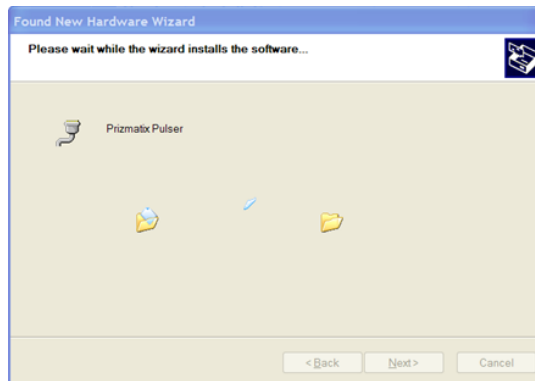 Found New Hardware Wizard
Please wait while the wizard installs the software...
Prizmatix Pulser
< Back
Next >
Cancel